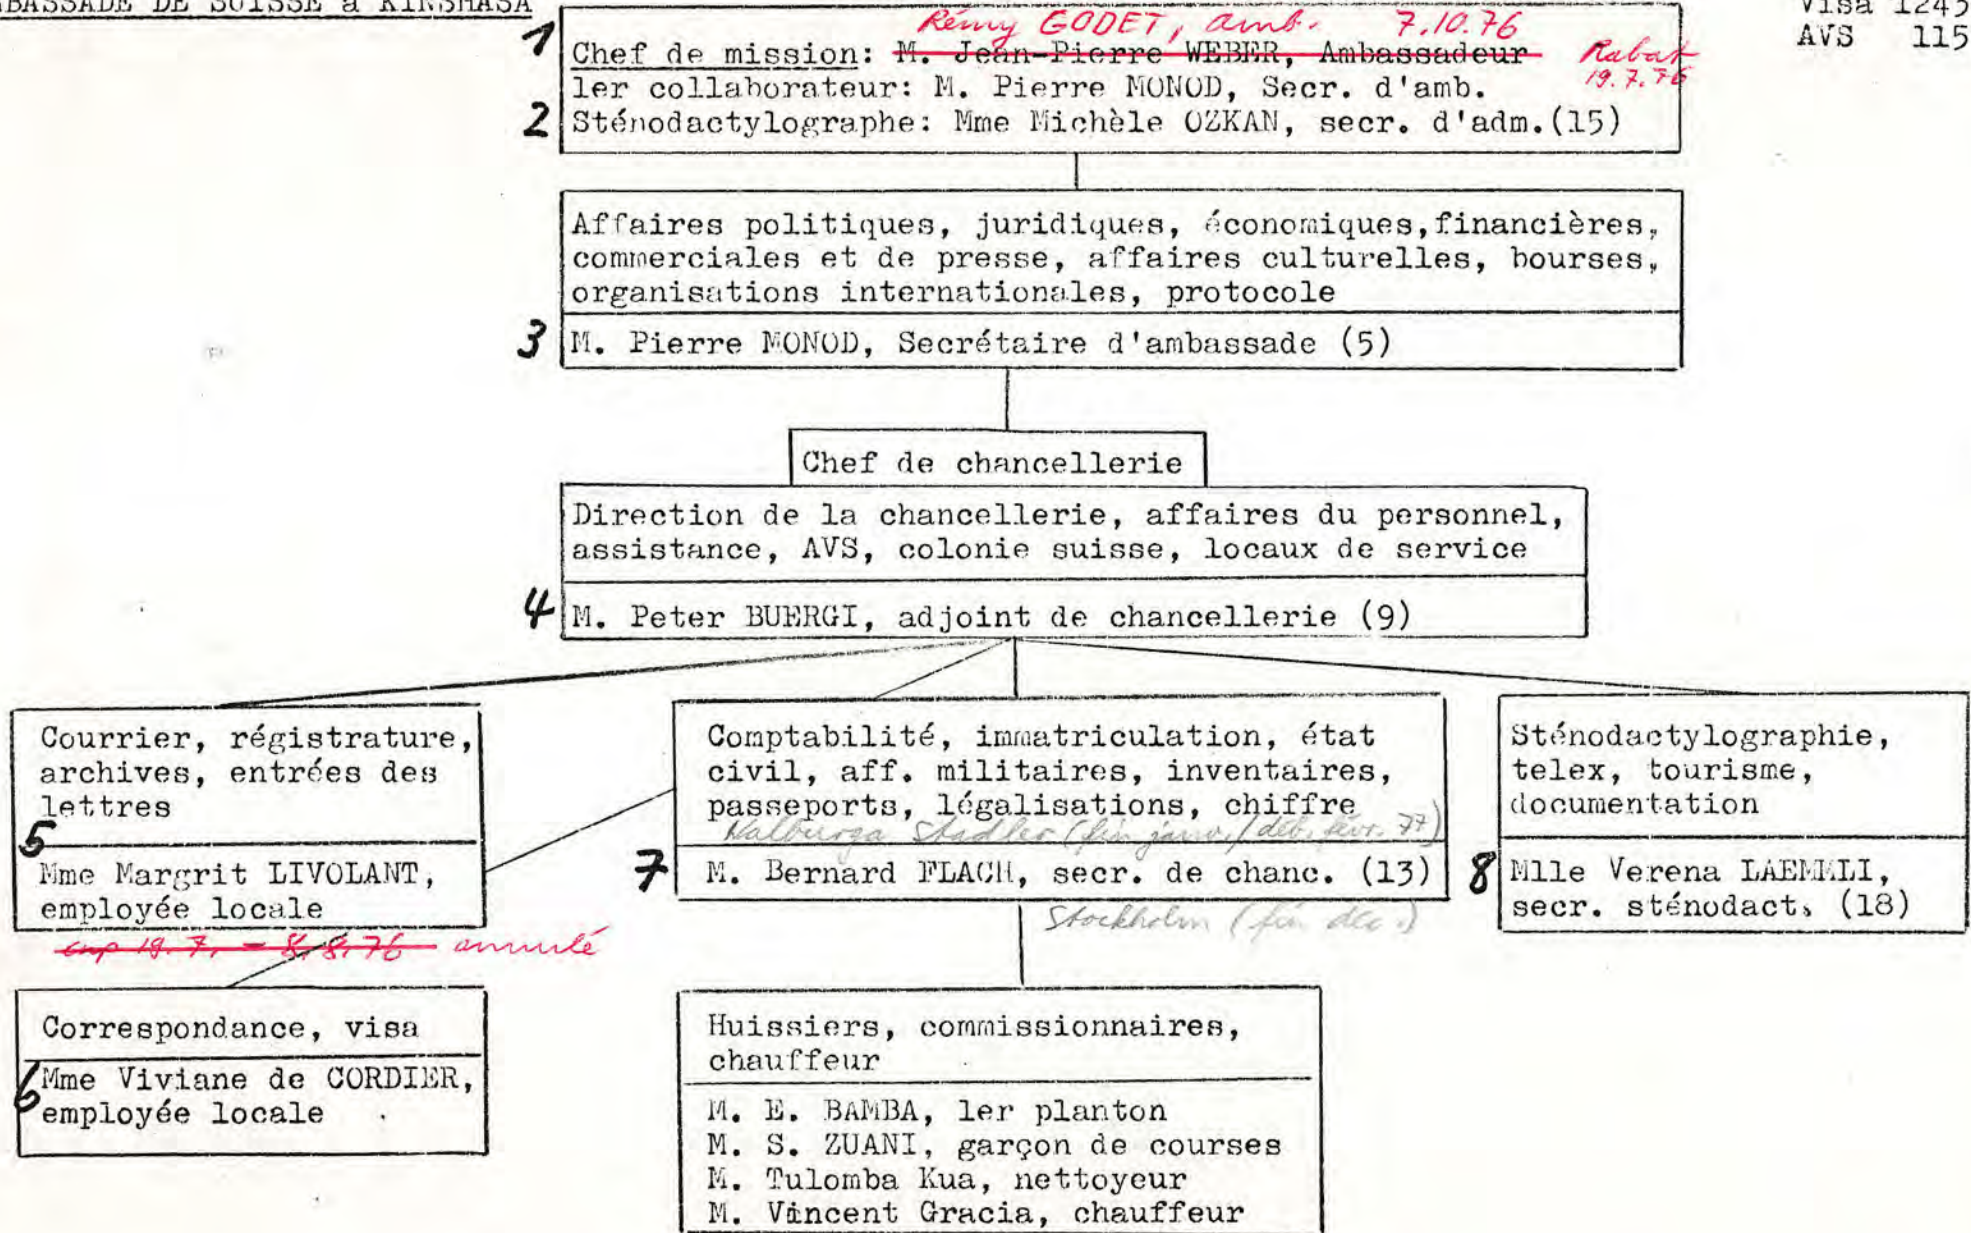 BASSADE DE SUISSE à KINSHASA
Visa 1245
AVS 115
Rémy GODET, amb. 7.10.76
1
Chef de mission: M. Jean-Pierre WEBER, Ambassadeur
Rabat
19.7.76
1er collaborateur: M. Pierre MONOD, Secr. d'amb.
2
Sténodactylographe: Mme Michèle OZKAN, secr. d'adm.(15)
Affaires politiques, juridiques, économiques,financières,
commerciales et de presse, affaires culturelles, bourses,
organisations internationales, protocole
3
M. Pierre MONOD, Secrétaire d'ambassade (5)
Chef de chancellerie
Direction de la chancellerie, affaires du personnel,
assistance, AVS, colonie suisse, locaux de service
4
M. Peter BUERGI, adjoint de chancellerie (9)
Courrier, régistrature,
archives, entrées des
lettres
5
Mme Margrit LIVOLANT,
employée locale
19.7. - 8.8.76 annulé
Correspondance, visa
6
Mme Viviane de CORDIER,
employée locale
Comptabilité, immatriculation, état
civil, aff. militaires, inventaires,
passeports, légalisations, chiffre
Walburga Stadler (fin janv./déb. févr. 77)
7
M. Bernard FLACH, secr. de chanc. (13)
Stockholm (fin déc.)
Huissiers, commissionnaires,
chauffeur
M. E. BAMBA, 1er planton
M. S. ZUANI, garçon de courses
M. Tulomba Kua, nettoyeur
M. Vincent Gracia, chauffeur
Sténodactylographie,
telex, tourisme,
documentation
8
Mlle Verena LAEMMLI,
secr. sténodact. (18)